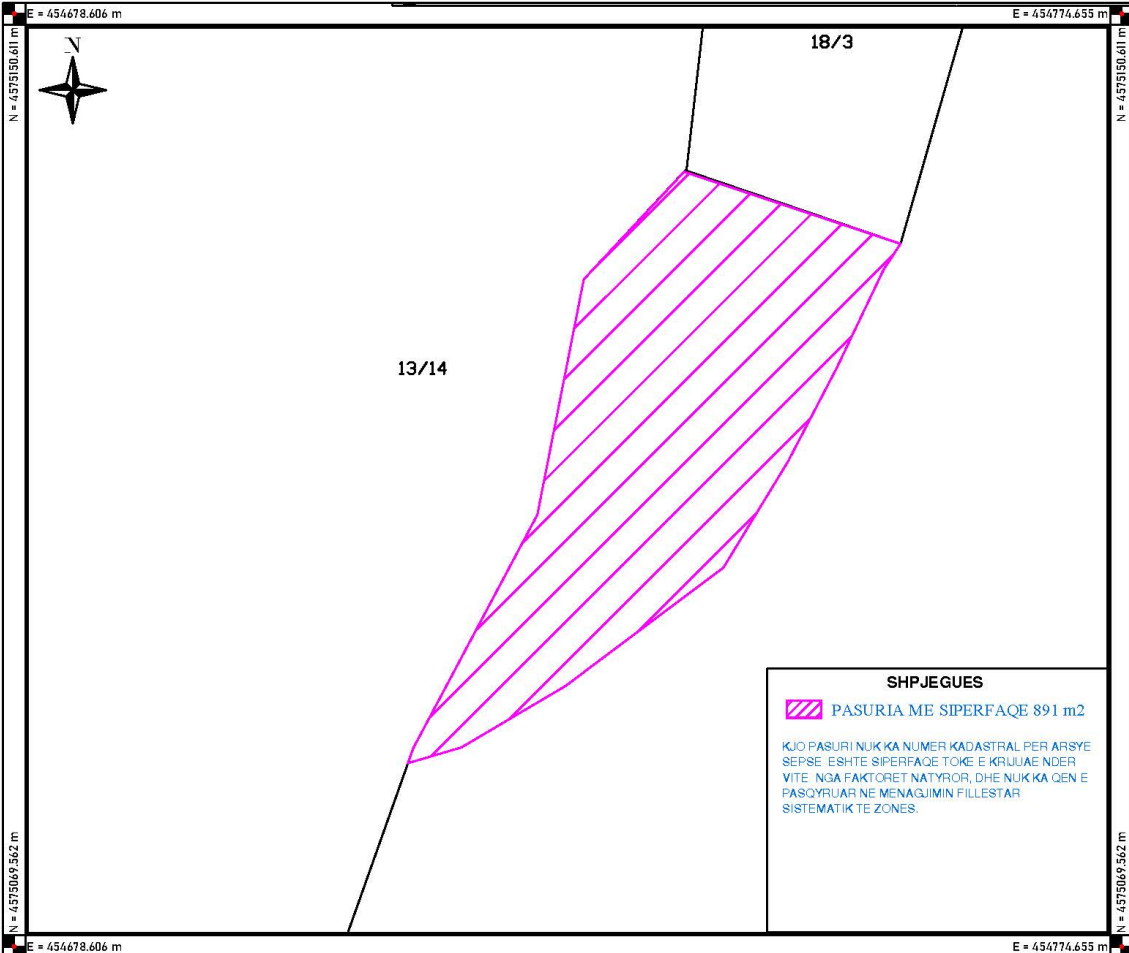 E = 454678.606 m
E = 454774.655 m
N = 4575150.611 m
N = 4575150.611 m
N
18/3
13/14
SHPJEGUES
PASURIA ME SIPERFAQE 891 m2
KJO PASURI NUK KA NUMER KADASTRAL PER ARSYE
SEPSE ESHTE SIPERFAQE TOKE E KRIJUAE NDER
VITE NGA FAKTORET NATYROR, DHE NUK KA QEN E
PASQYRUAR NE MENAGJIMIN FILLESTAR
SISTEMATIK TE ZONES.
N = 4575069.562 m
N = 4575069.562 m
E = 454678.606 m
E = 454774.655 m